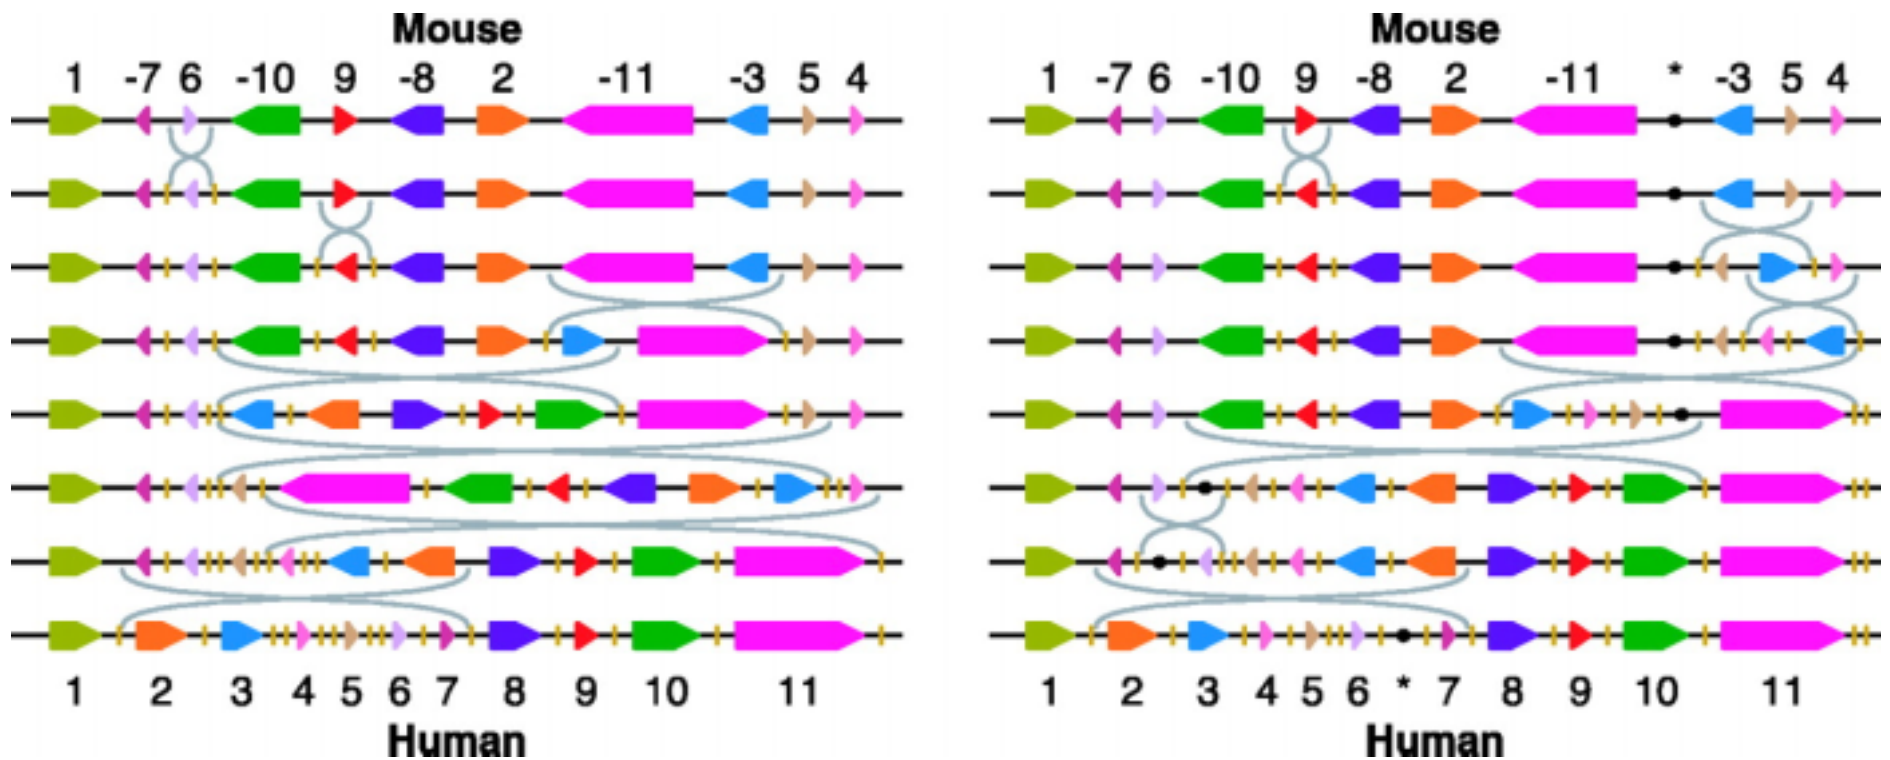 Mouse
1 -7 6 -10 9 -8 2 -11 -3 5 4
1 2 3 4 5 6 7 8 9 10 11
Human
Mouse
1 -7 6 -10 9 -8 2 -11 * -3 5 4
1 2 3 4 5 6 * 7 8 9 10 11
Human